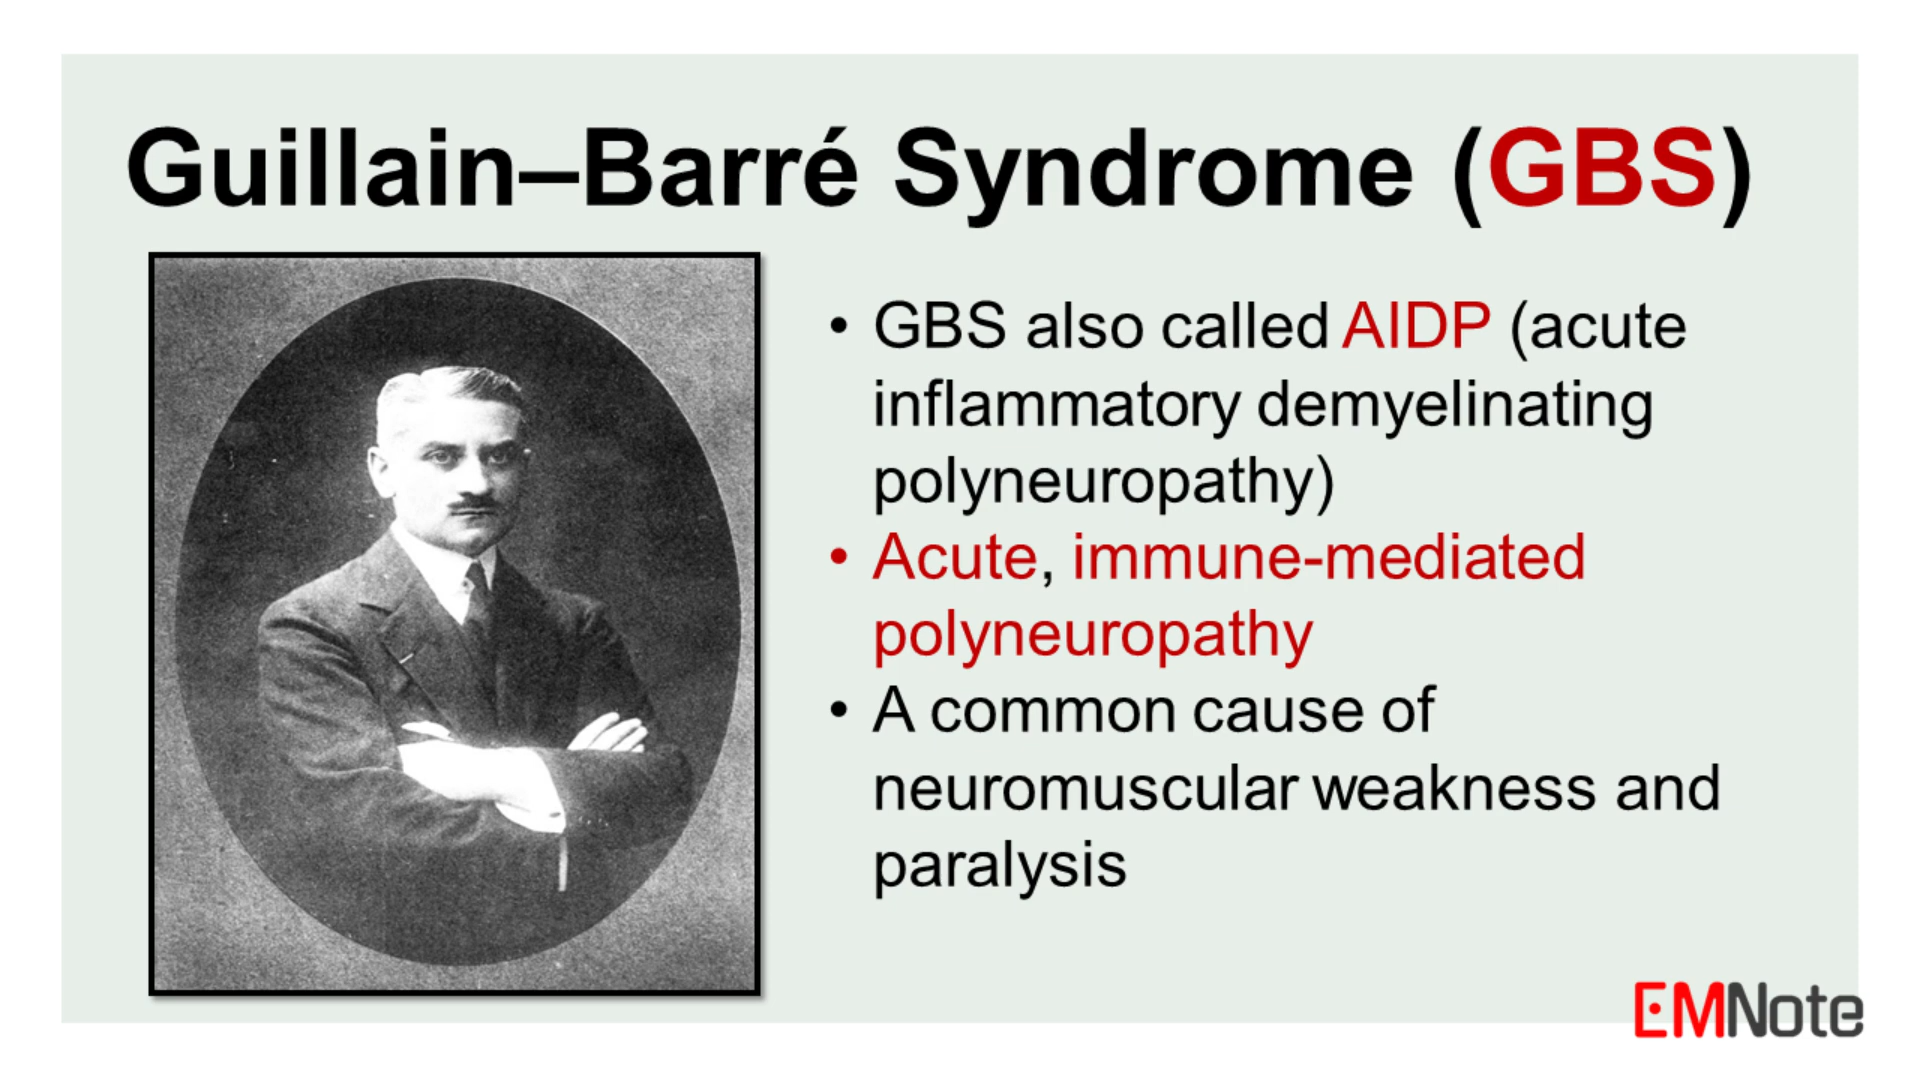 Guillain–Barré Syndrome (GBS)
• GBS also called AIDP (acute
inflammatory demyelinating
polyneuropathy)
• Acute, immune-mediated
polyneuropathy
• A common cause of
neuromuscular weakness and
paralysis
EMNote